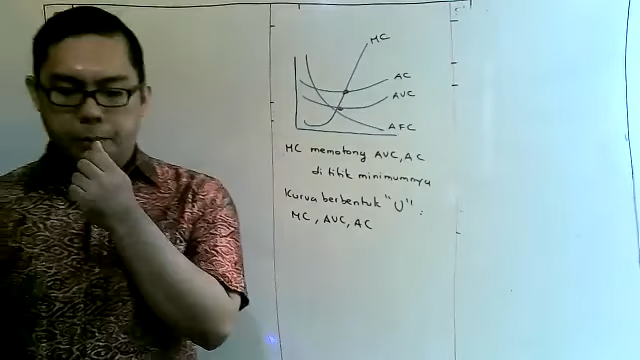 MC
AC
AVC
AFC
MC memotong AVC, AC
di titik minimumnya
Kurva berbentuk "U" :
MC, AVC, AC